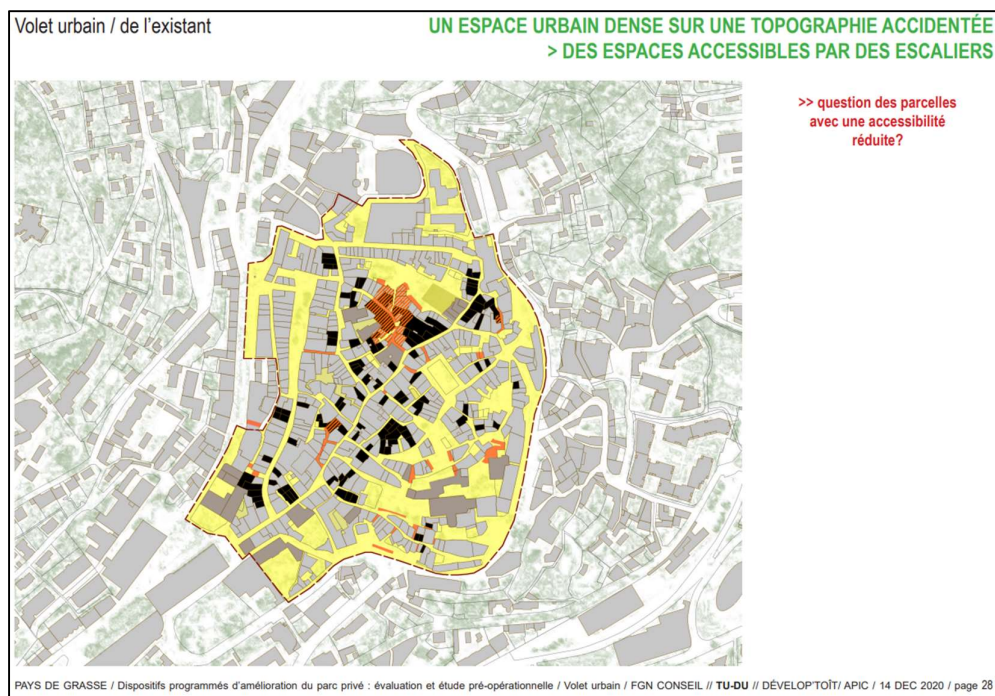 Volet urbain / de l'existant
UN ESPACE URBAIN DENSE SUR UNE TOPOGRAPHIE ACCIDENTÉE
> DES ESPACES ACCESSIBLES PAR DES ESCALIERS
>> question des parcelles
avec une accessibilité
réduite?
PAYS DE GRASSE / Dispositifs programmés d'amélioration du parc privé : évaluation et étude pré-opérationnelle / Volet urbain / FGN CONSEIL // TU-DU // DÉVELOP'TOÎT/ APIC / 14 DEC 2020 / page 28